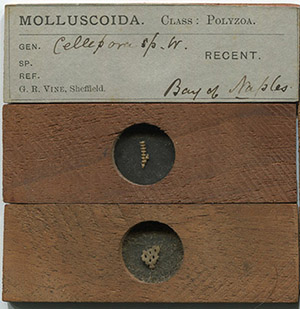 MOLLUSCOIDA. CLASS: POLYZOA.
GEN. Cellepora sp. W.
SP. RECENT.
REF.
G. R. VINE, Sheffield. Bay of Naples